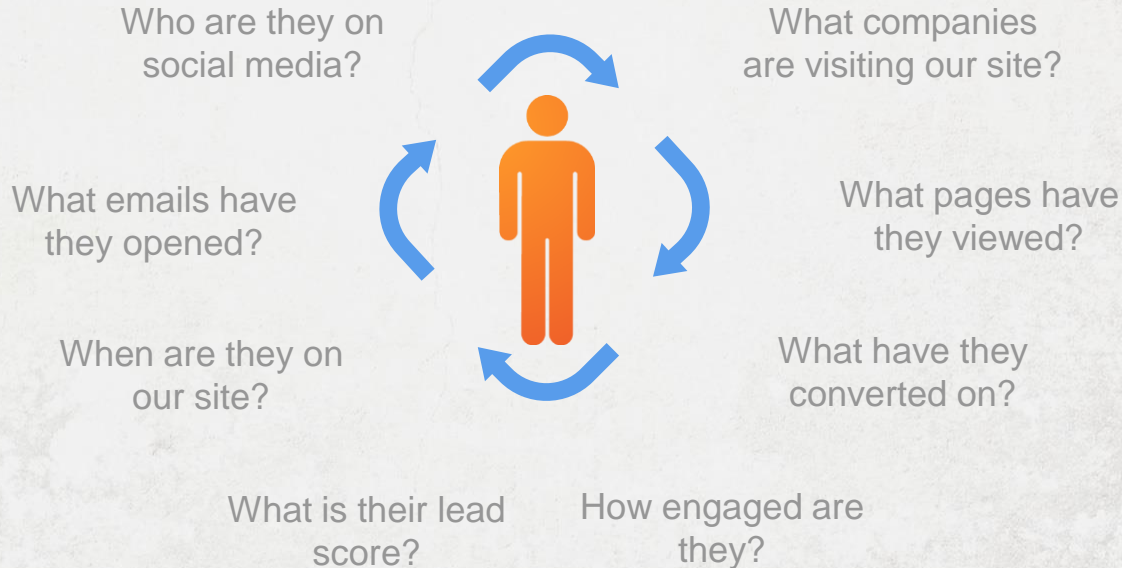 Who are they on
social media?
What companies
are visiting our site?
What emails have
they opened?
What pages have
they viewed?
When are they on
our site?
What have they
converted on?
What is their lead
score?
How engaged are
they?